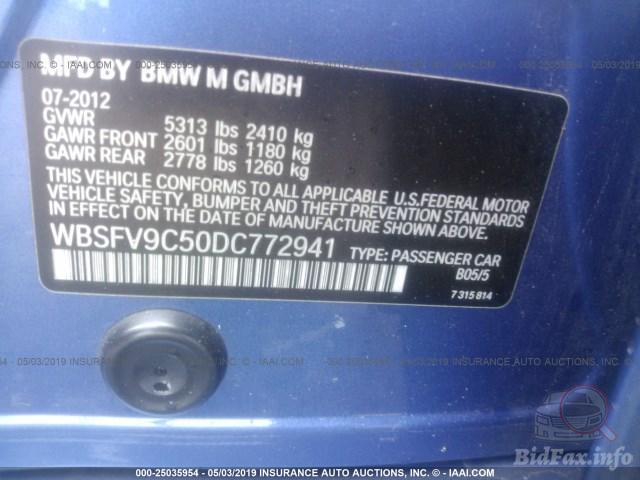 MFD BY BMW M GMBH
07-2012
GVWR 5313 lbs 2410 kg
GAWR FRONT 2601 lbs 1180 kg
GAWR REAR 2778 lbs 1260 kg
THIS VEHICLE CONFORMS TO ALL APPLICABLE U.S.FEDERAL MOTOR
VEHICLE SAFETY, BUMPER AND THEFT PREVENTION STANDARDS
IN EFFECT ON THE DATE OF MANUFACTURE SHOWN ABOVE.
WBSFV9C50DC772941 TYPE: PASSENGER CAR
B05/5
7315814
000-25035954 - 05/03/2019 INSURANCE AUTO AUCTIONS, INC. - ©IAAI.COM
BidFax.info